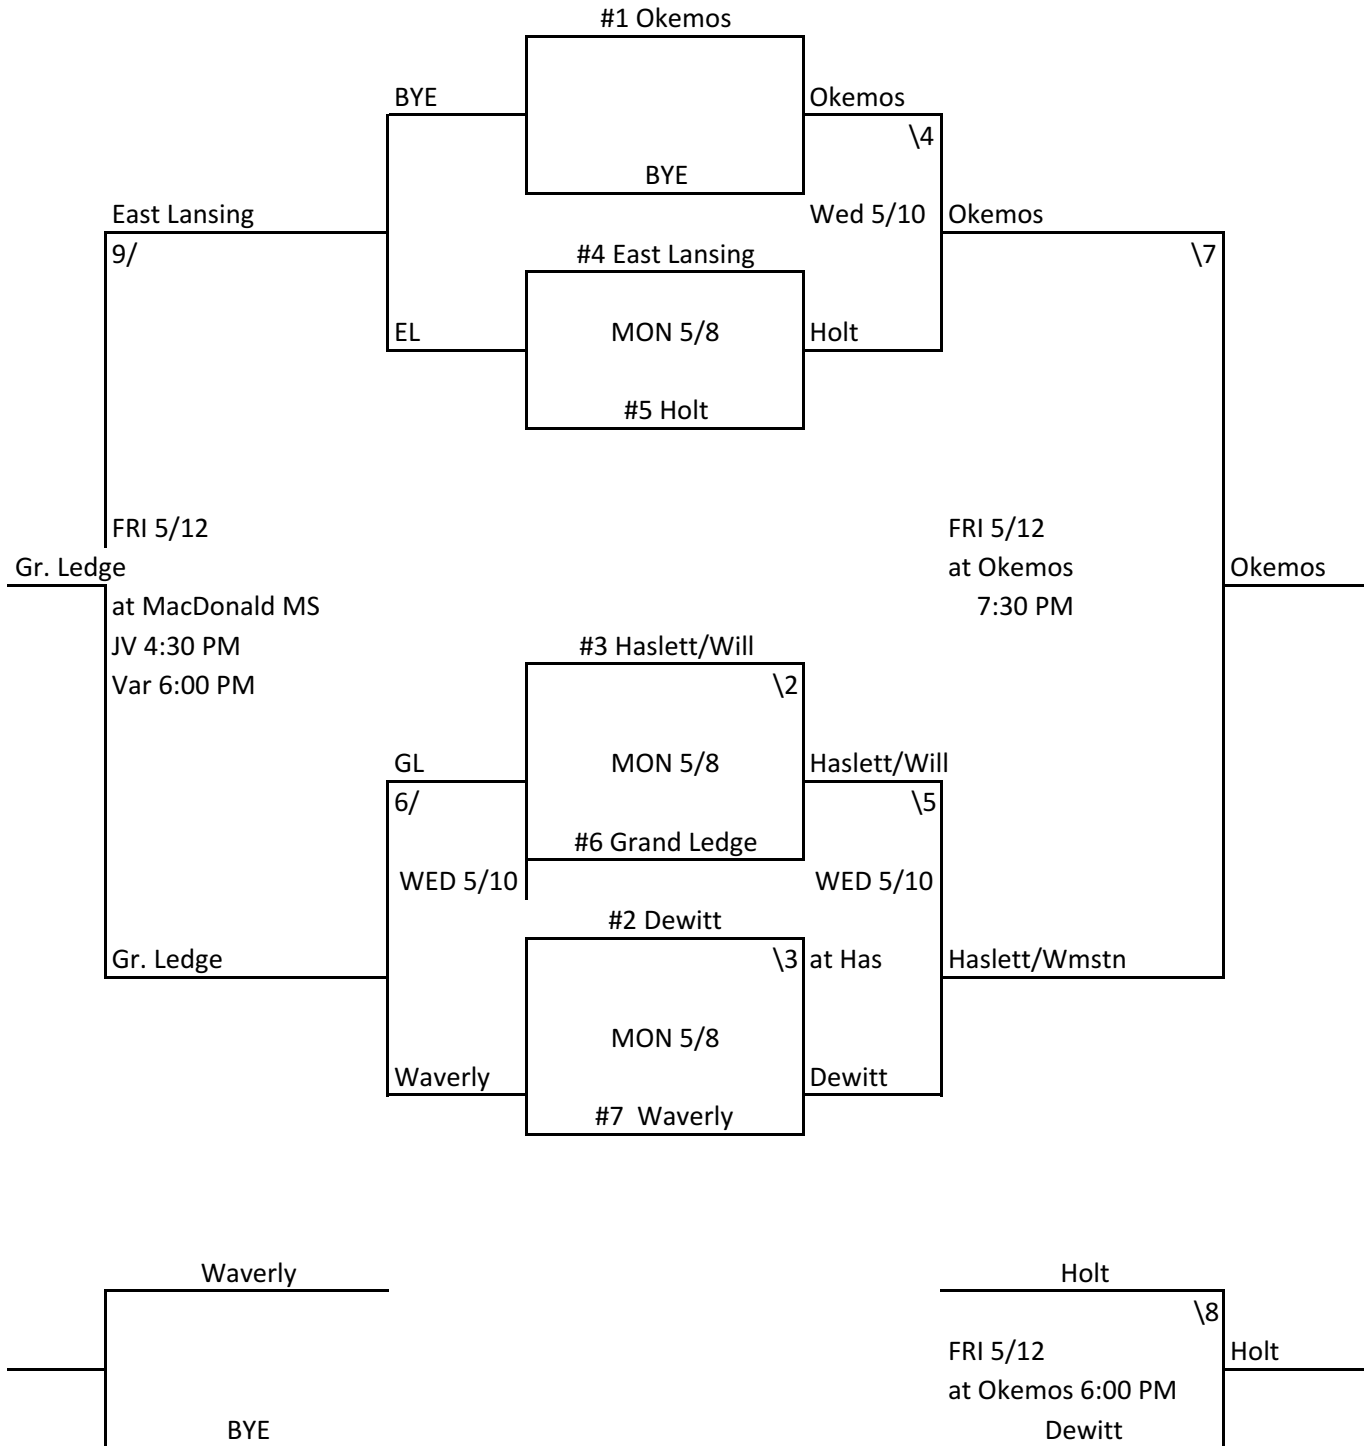 #1 Okemos
BYE Okemos
\4
BYE
East Lansing Wed 5/10 Okemos
9/ #4 East Lansing \7
EL MON 5/8 Holt
#5 Holt
FRI 5/12 FRI 5/12
Gr. Ledge at Okemos Okemos
at MacDonald MS 7:30 PM
JV 4:30 PM #3 Haslett/Will
Var 6:00 PM \2
GL MON 5/8 Haslett/Will
6/ \5
#6 Grand Ledge
WED 5/10 WED 5/10
#2 Dewitt
Gr. Ledge \3 at Has Haslett/Wmstn
MON 5/8
Waverly Dewitt
#7 Waverly
Waverly Holt
\8
FRI 5/12 Holt
at Okemos 6:00 PM
BYE Dewitt